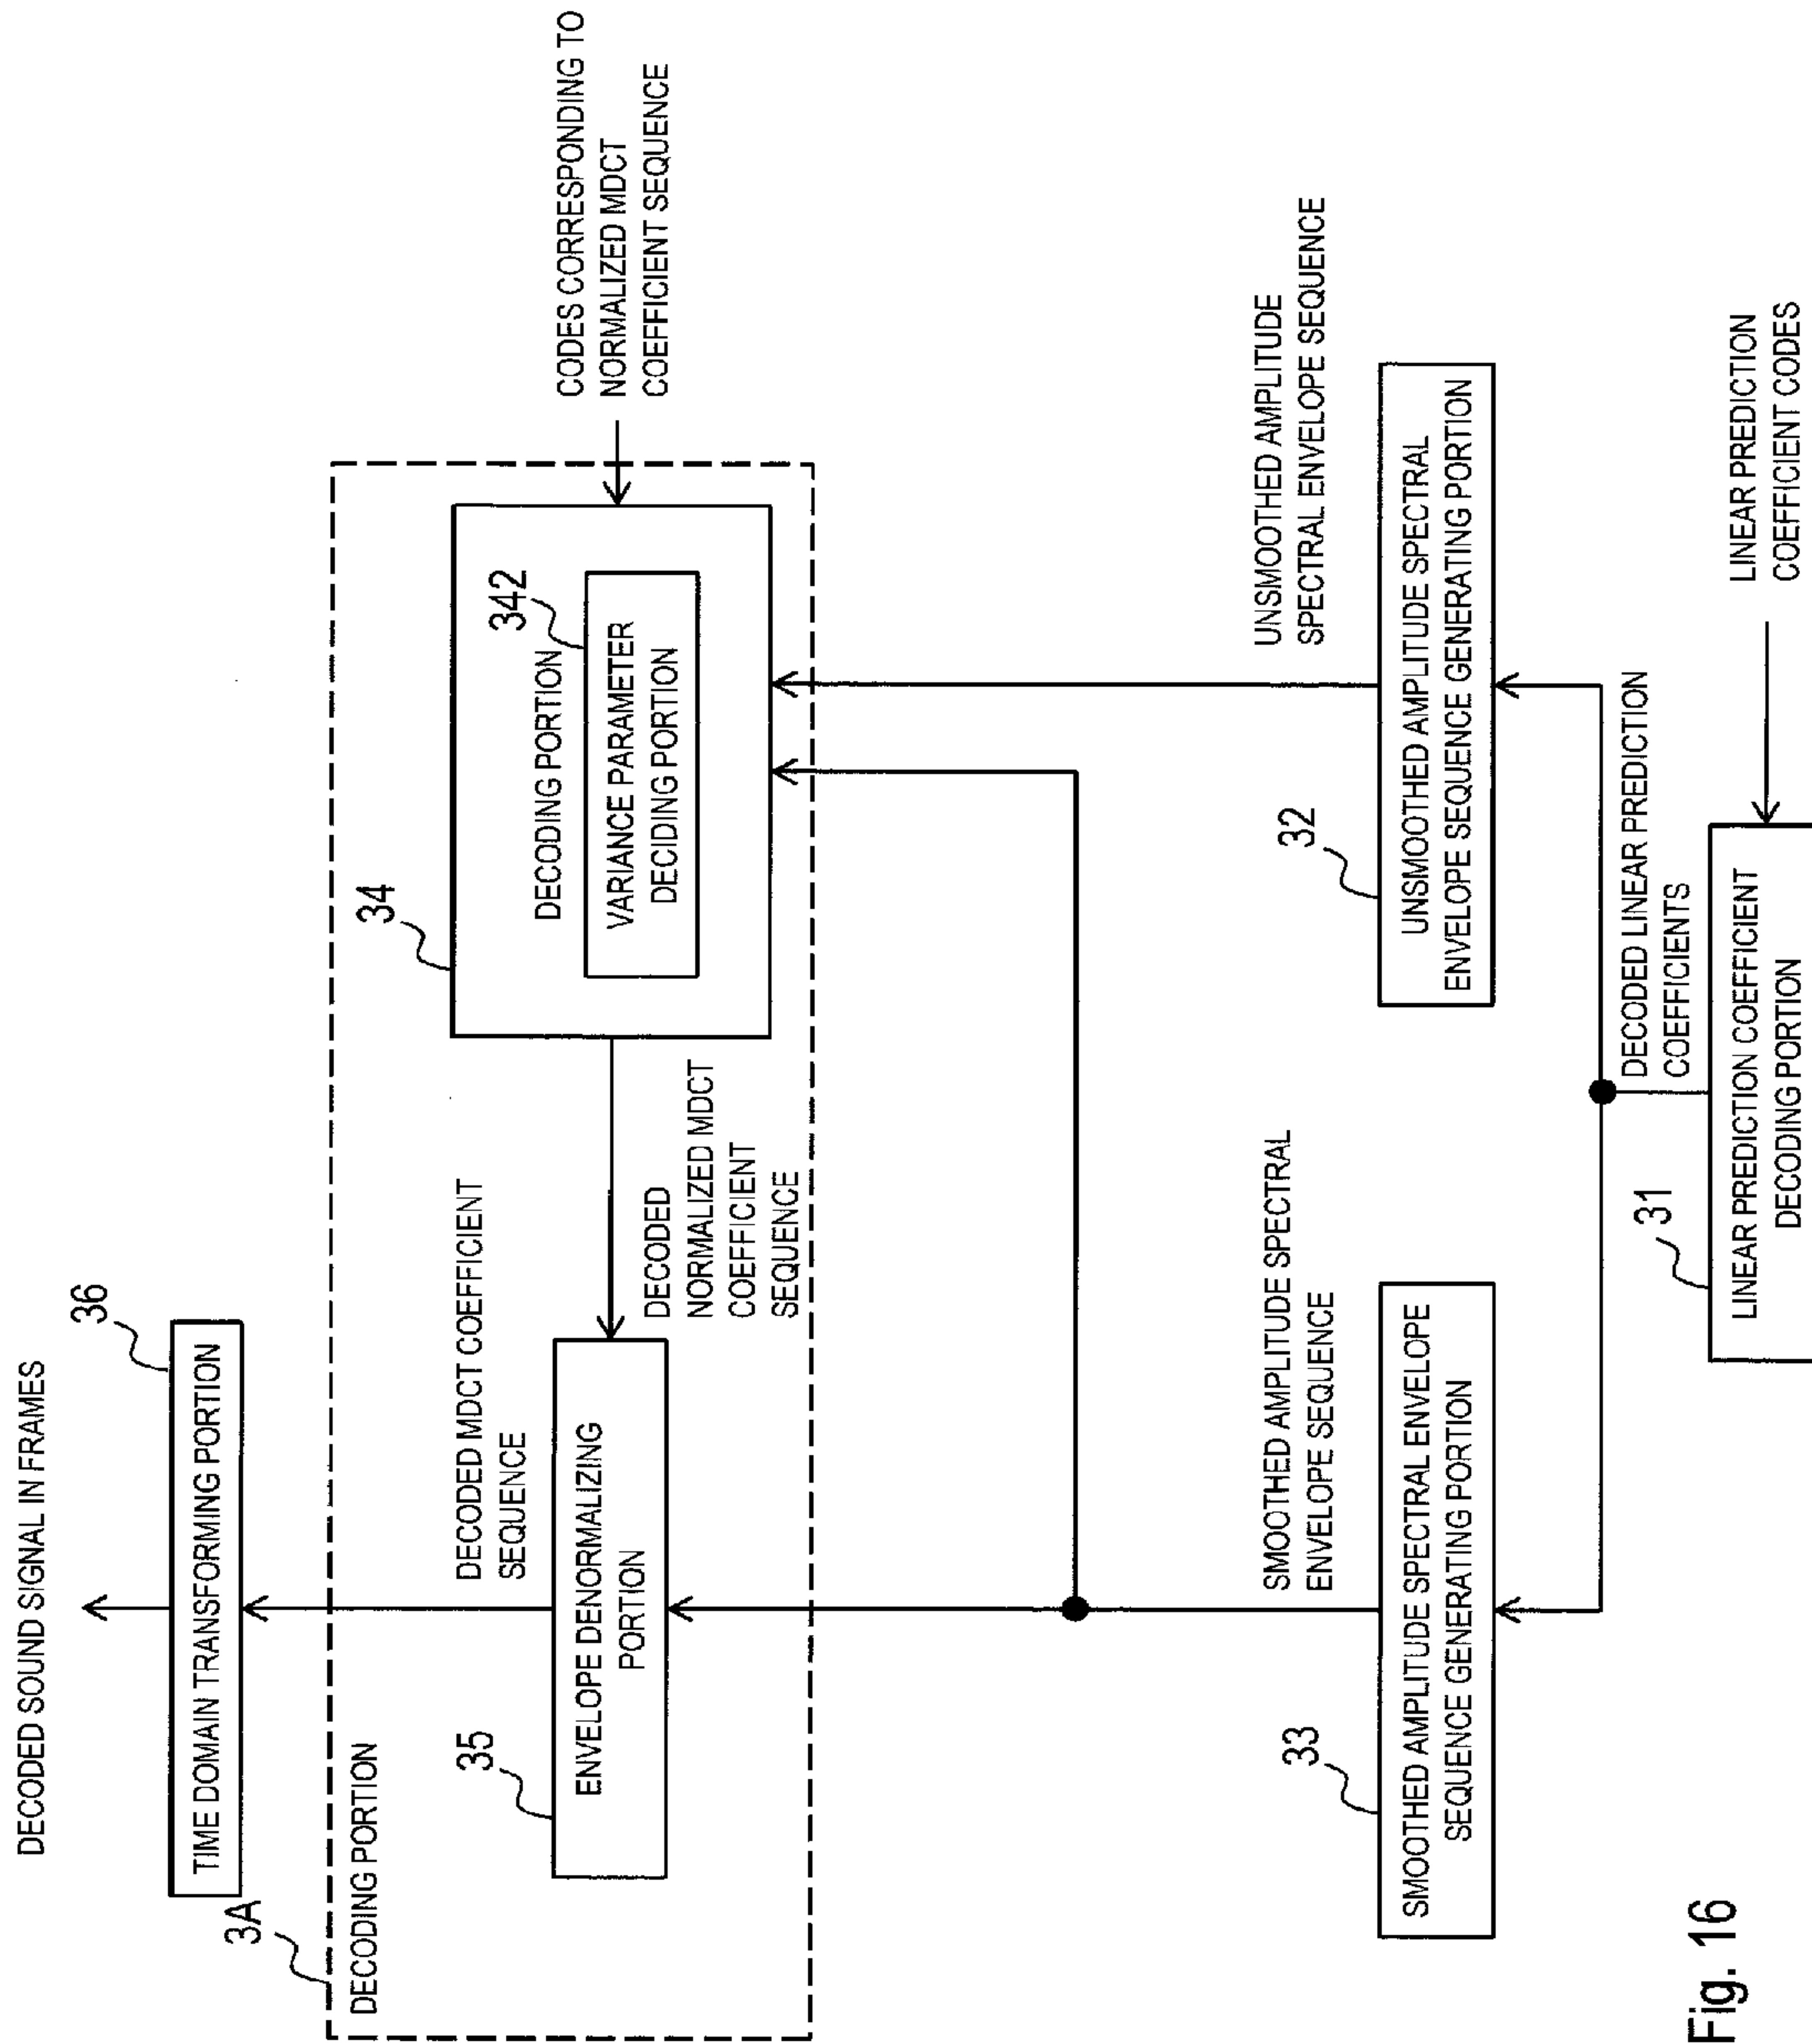 DECODED SOUND SIGNAL IN FRAMES
36
TIME DOMAIN TRANSFORMING PORTION
3A
DECODING PORTION
DECODED MDCT COEFFICIENT
SEQUENCE
35
ENVELOPE DENORMALIZING
PORTION
DECODED
NORMALIZED MDCT
COEFFICIENT
SEQUENCE
34
DECODING PORTION
342
VARIANCE PARAMETER
DECIDING PORTION
CODES CORRESPONDING TO
NORMALIZED MDCT
COEFFICIENT SEQUENCE
SMOOTHED AMPLITUDE SPECTRAL
ENVELOPE SEQUENCE
UNSMOOTHED AMPLITUDE
SPECTRAL ENVELOPE SEQUENCE
33
SMOOTHED AMPLITUDE SPECTRAL ENVELOPE
SEQUENCE GENERATING PORTION
32
UNSMOOTHED AMPLITUDE SPECTRAL
ENVELOPE SEQUENCE GENERATING PORTION
DECODED LINEAR PREDICTION
COEFFICIENTS
31
LINEAR PREDICTION COEFFICIENT
DECODING PORTION
LINEAR PREDICTION
COEFFICIENT CODES
Fig. 16